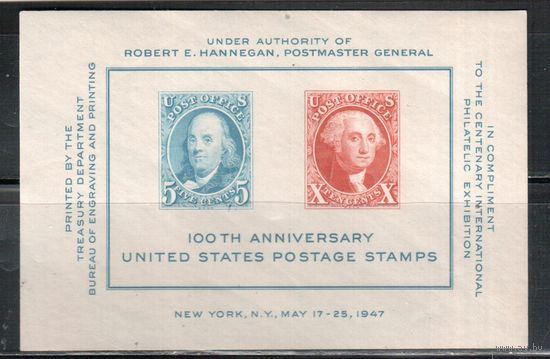 UNDER AUTHORITY OF
ROBERT E. HANNEGAN, POSTMASTER GENERAL
PRINTED BY THE
TREASURY DEPARTMENT
BUREAU OF ENGRAVING AND PRINTING
U S
POST OFFICE
5 5
FIVE CENTS
U S
POST OFFICE
X X
TEN CENTS
IN COMPLIMENT
TO THE CENTENARY INTERNATIONAL
PHILATELIC EXHIBITION
100TH ANNIVERSARY
UNITED STATES POSTAGE STAMPS
NEW YORK, N.Y., MAY 17-25, 1947